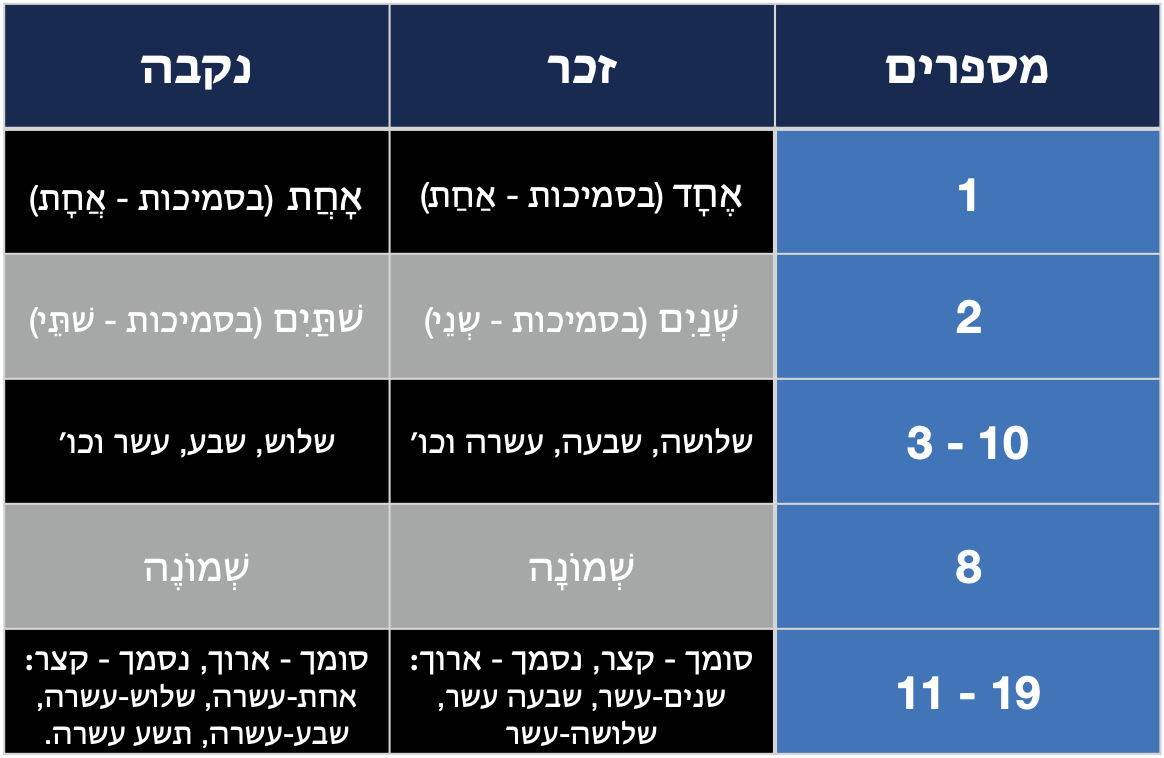 מספרים זכר נקבה
1 אֶחָד (בסמיכות - אַחַת) אָחֲת (בסמיכות - אֲחָת)
2 שְׁנַיִם (בסמיכות - שְׁנֵי) שׁתַּיִם (בסמיכות - שׁתֵּי)
3 - 10 שלושה, שבעה, עשרה וכו׳ שלוש, שבע, עשר וכו׳
8 שְׁמוֹנָה שְׁמוֹנֶה
11 - 19
סומך - קצר, נסמך - ארוך:
שנים-עשר, שבעה עשר,
שלושה-עשר
סומך - ארוך, נסמך - קצר:
אחת-עשרה, שלוש-עשרה,
שבע-עשרה, תשע עשרה.